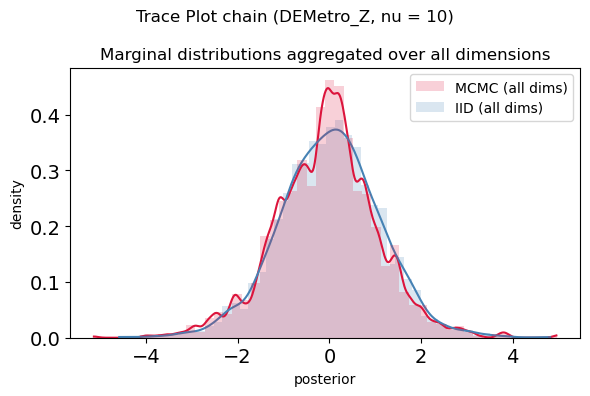 Trace Plot chain (DEMetro_Z, nu = 10)
Marginal distributions aggregated over all dimensions
MCMC (all dims)
IID (all dims)
density
0.4
0.3
0.2
0.1
0.0
−4
−2
0
2
4
posterior